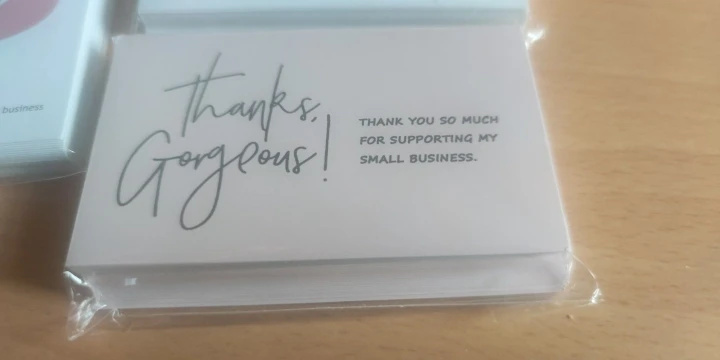 business
Thanks,
Gorgeous!
THANK YOU SO MUCH
FOR SUPPORTING MY
SMALL BUSINESS.